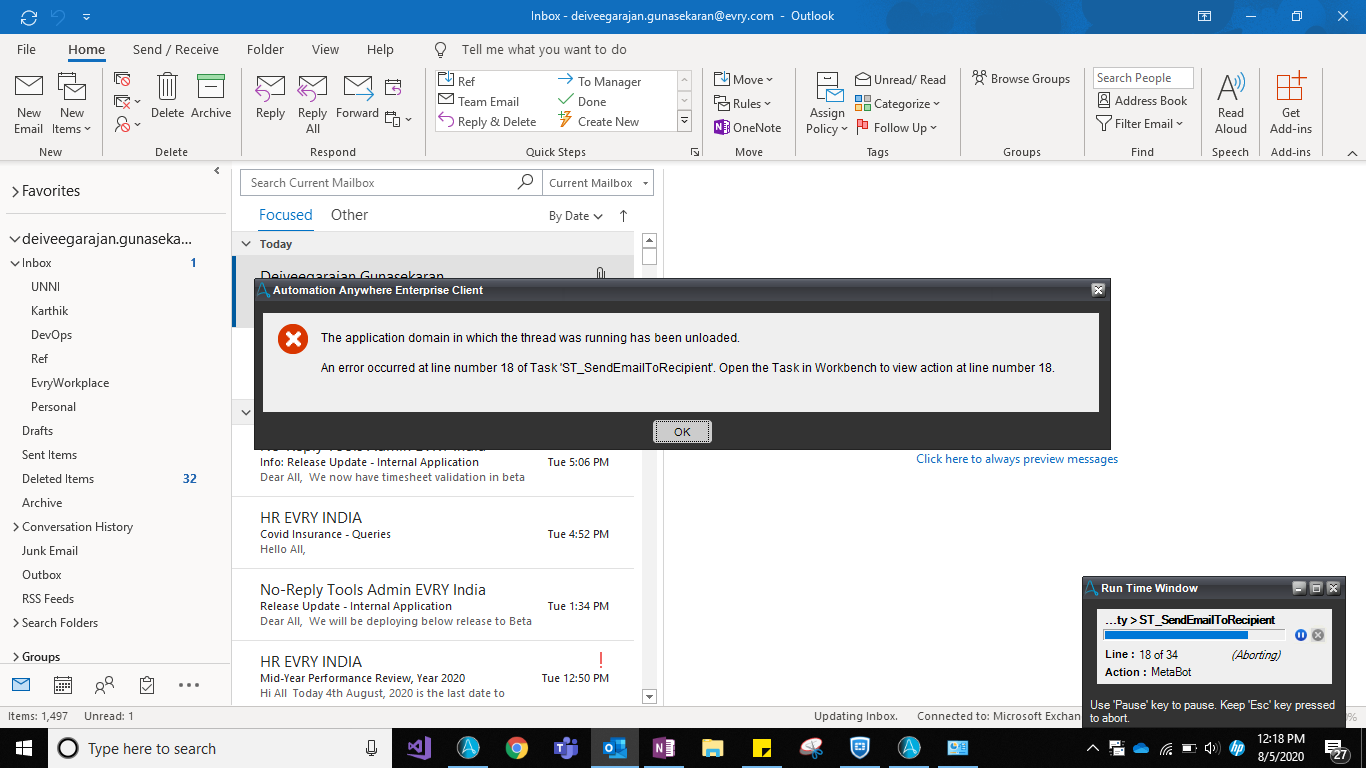 Inbox - deiveegarajan.gunasekaran@evry.com - Outlook
File Home Send / Receive Folder View Help Tell me what you want to do
New Email
New Items
New
Delete
Archive
Delete
Reply
Reply All
Forward
Respond
Ref
Team Email
Reply & Delete
To Manager
Done
Create New
Quick Steps
Move
Rules
OneNote
Move
Assign Policy
Unread/ Read
Categorize
Follow Up
Tags
Browse Groups
Groups
Search People
Address Book
Filter Email
Find
Read Aloud
Speech
Get Add-ins
Add-ins
Favorites
deiveegarajan.guneseka...
Inbox 1
UNNI
Karthik
DevOps
Ref
EvryWorkplace
Personal
Drafts
Sent Items
Deleted Items 32
Archive
Conversation History
Junk Email
Outbox
RSS Feeds
Search Folders
Groups
Search Current Mailbox Current Mailbox
Focused Other By Date
Today
Deiveegarajan Gunasekaran
Automation Anywhere Enterprise Client
The application domain in which the thread was running has been unloaded.
An error occurred at line number 18 of Task 'ST_SendEmailToRecipient'. Open the Task in Workbench to view action at line number 18.
OK
No-Reply Tools Admin EVRY India
Info: Release Update - Internal Application Tue 5:06 PM
Dear All, We now have timesheet validation in beta
HR EVRY INDIA
Covid Insurance - Queries Tue 4:52 PM
Hello All,
No-Reply Tools Admin EVRY India
Release Update - Internal Application Tue 1:34 PM
Dear All, We will be deploying below release to Beta
HR EVRY INDIA
Mid-Year Performance Review, Year 2020 Tue 12:50 PM
Hi All Today 4th August, 2020 is the last date to
Click here to always preview messages
Run Time Window
...ty > ST_SendEmailToRecipient
Line : 18 of 34 (Aborting)
Action : MetaBot
Use 'Pause' key to pause. Keep 'Esc' key pressed
to abort.
Items: 1,497 Unread: 1 Updating Inbox. Connected to: Microsoft Exchan
Type here to search
12:18 PM
8/5/2020
27